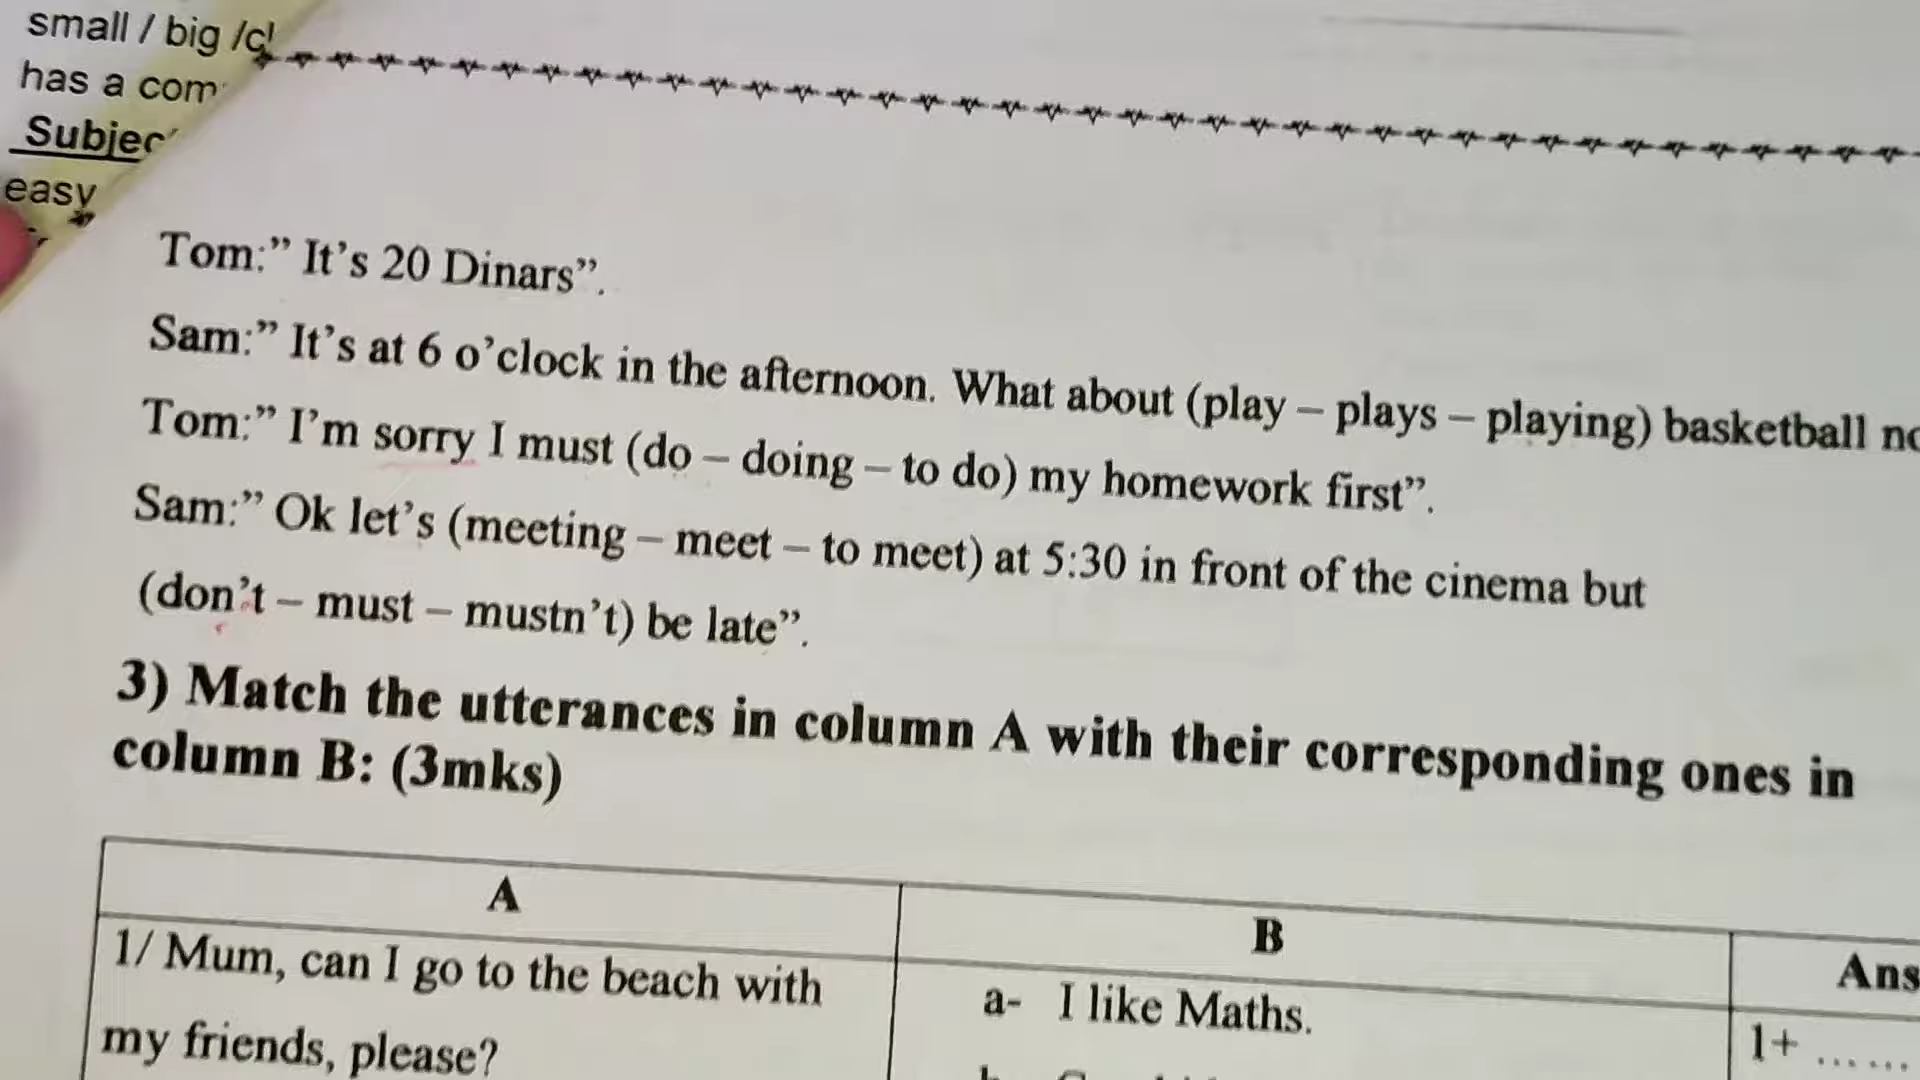 small / big /
has a
easy
Tom:” It’s 20 Dinars”.
Sam:” It’s at 6 o’clock in the afternoon. What about (play – plays – playing) basketball
Tom:” I’m sorry I must (do – doing – to do) my homework first”.
Sam:” Ok let’s (meeting – meet – to meet) at 5:30 in front of the cinema but
(don’t – must – mustn’t) be late”.
3) Match the utterances in column A with their corresponding ones in
column B: (3mks)
A
B
1/ Mum, can I go to the beach with
my friends, please?
a- I like Maths.
1+ ......